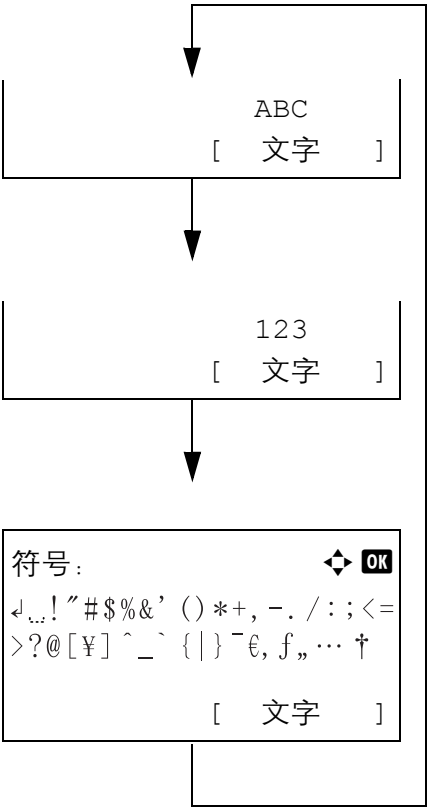 ABC
[ 文字 ]
123
[ 文字 ]
符号: OK
↲␣!"#$%&'()*+,-./:;<=
>?@[¥]^_`{|}¯€‚ƒ„…†
[ 文字 ]